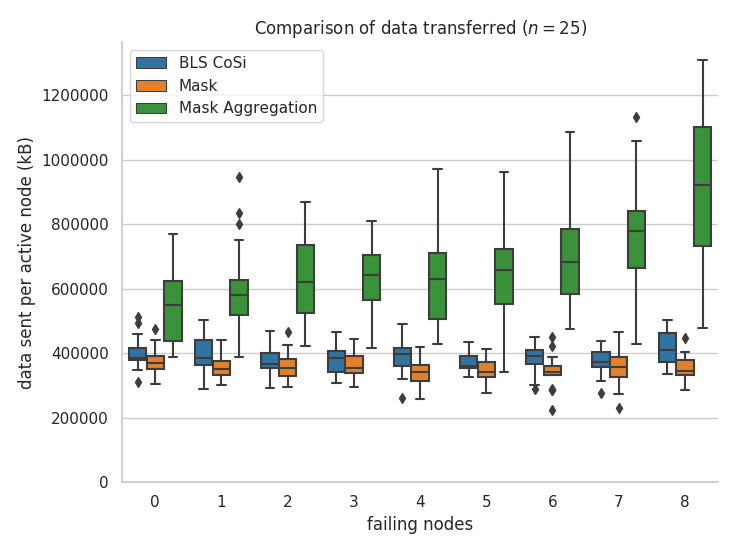 Comparison of data transferred (n = 25)
BLS CoSi
Mask
Mask Aggregation
data sent per active node (kB)
1200000
1000000
800000
600000
400000
200000
0
0 1 2 3 4 5 6 7 8
failing nodes